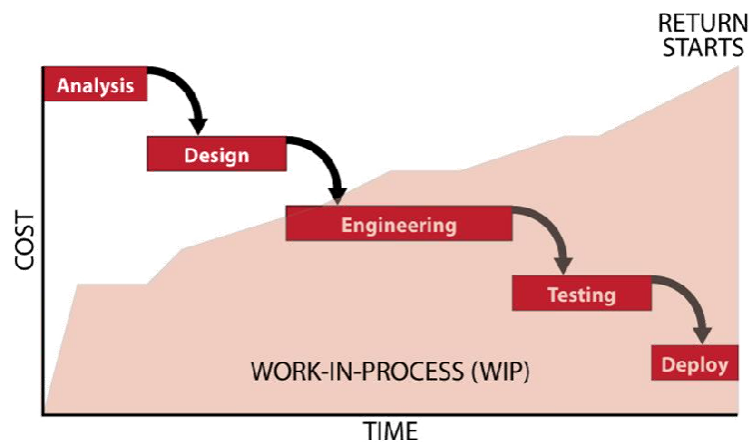 RETURN
STARTS
Analysis
Design
Engineering
Testing
Deploy
WORK-IN-PROCESS (WIP)
COST
TIME